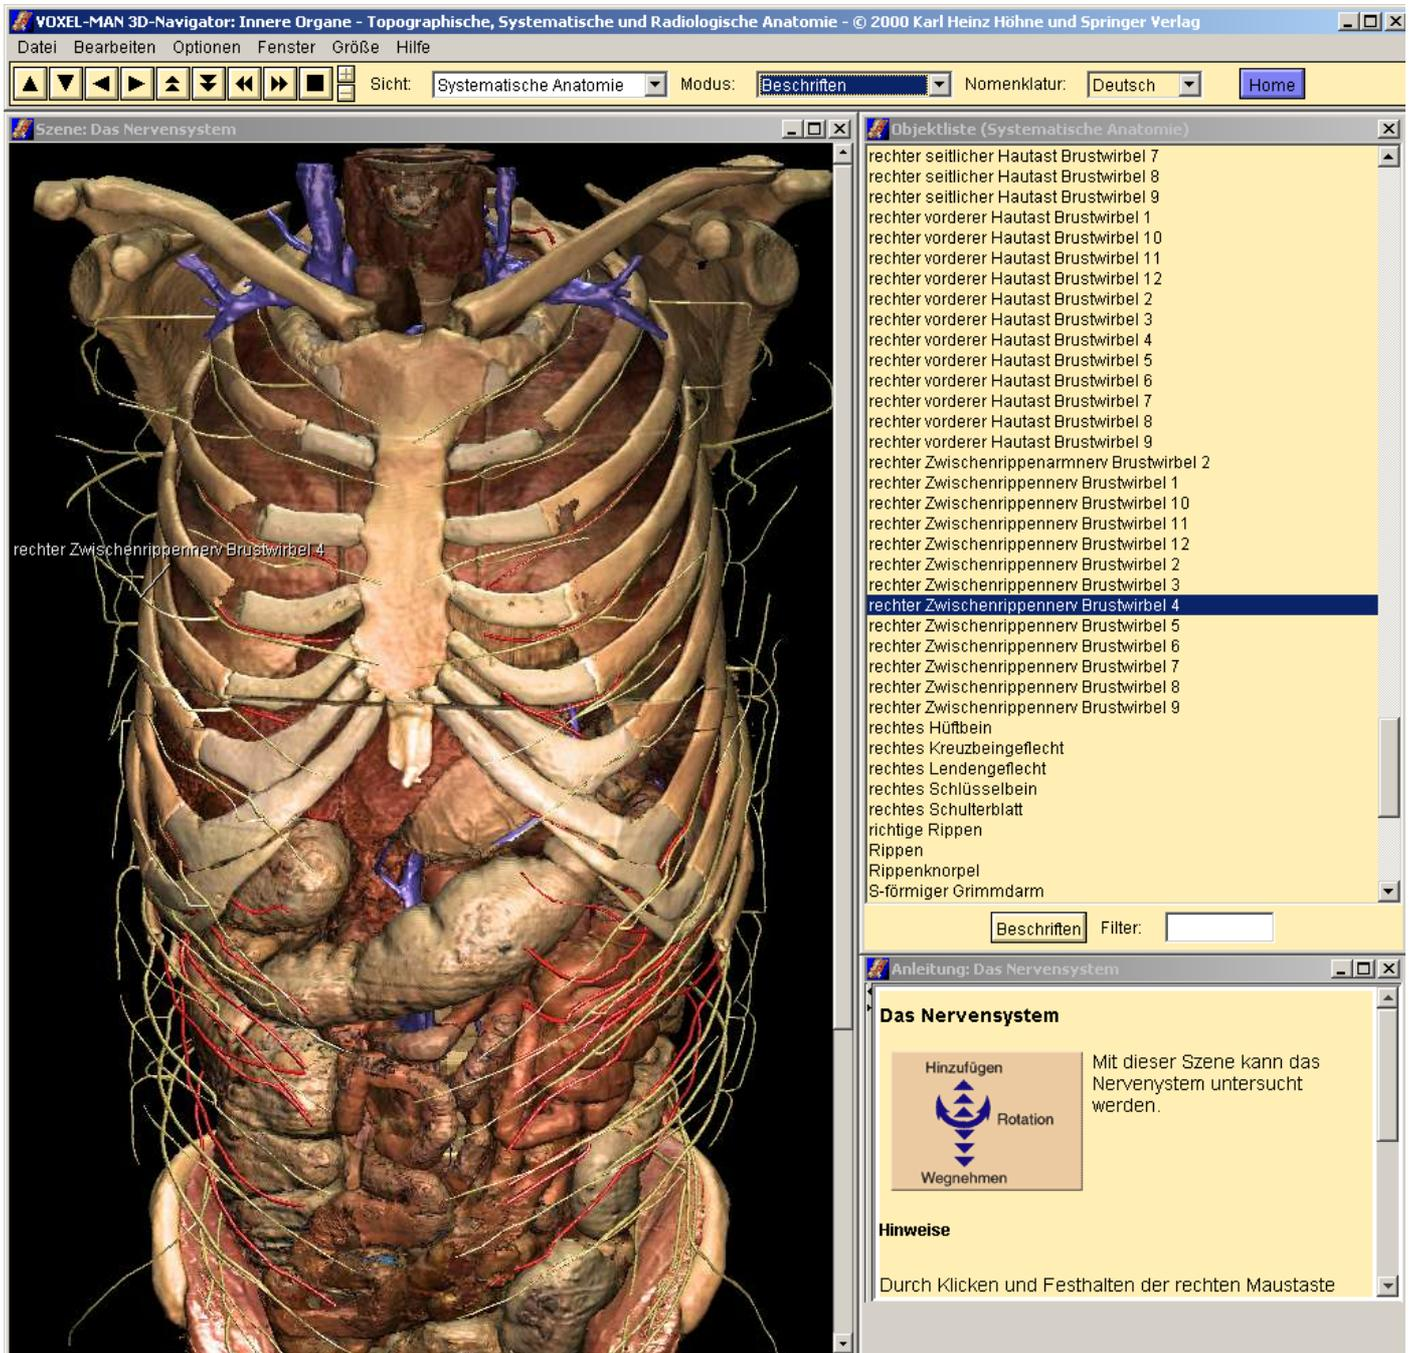 VOXEL-MAN 3D-Navigator: Innere Organe - Topographische, Systematische und Radiologische Anatomie - © 2000 Karl Heinz Höhne und Springer Verlag
Datei Bearbeiten Optionen Fenster Größe Hilfe
Sicht: Systematische Anatomie Modus: Beschriften Nomenklatur: Deutsch Home
Szene: Das Nervensystem
rechter Zwischenrippennerv Brustwirbel 4
Objektliste (Systematische Anatomie)
rechter seitlicher Hautast Brustwirbel 7
rechter seitlicher Hautast Brustwirbel 8
rechter seitlicher Hautast Brustwirbel 9
rechter vorderer Hautast Brustwirbel 1
rechter vorderer Hautast Brustwirbel 10
rechter vorderer Hautast Brustwirbel 11
rechter vorderer Hautast Brustwirbel 12
rechter vorderer Hautast Brustwirbel 2
rechter vorderer Hautast Brustwirbel 3
rechter vorderer Hautast Brustwirbel 4
rechter vorderer Hautast Brustwirbel 5
rechter vorderer Hautast Brustwirbel 6
rechter vorderer Hautast Brustwirbel 7
rechter vorderer Hautast Brustwirbel 8
rechter vorderer Hautast Brustwirbel 9
rechter Zwischenrippenarmnerv Brustwirbel 2
rechter Zwischenrippennerv Brustwirbel 1
rechter Zwischenrippennerv Brustwirbel 10
rechter Zwischenrippennerv Brustwirbel 11
rechter Zwischenrippennerv Brustwirbel 12
rechter Zwischenrippennerv Brustwirbel 2
rechter Zwischenrippennerv Brustwirbel 3
rechter Zwischenrippennerv Brustwirbel 4
rechter Zwischenrippennerv Brustwirbel 5
rechter Zwischenrippennerv Brustwirbel 6
rechter Zwischenrippennerv Brustwirbel 7
rechter Zwischenrippennerv Brustwirbel 8
rechter Zwischenrippennerv Brustwirbel 9
rechtes Hüftbein
rechtes Kreuzbeingeflecht
rechtes Lendengeflecht
rechtes Schlüsselbein
rechtes Schulterblatt
richtige Rippen
Rippen
Rippenknorpel
S-förmiger Grimmdarm
Beschriften Filter:
Anleitung: Das Nervensystem
Das Nervensystem
Hinzufügen
Rotation
Wegnehmen
Mit dieser Szene kann das
Nervenystem untersucht
werden.
Hinweise
Durch Klicken und Festhalten der rechten Maustaste